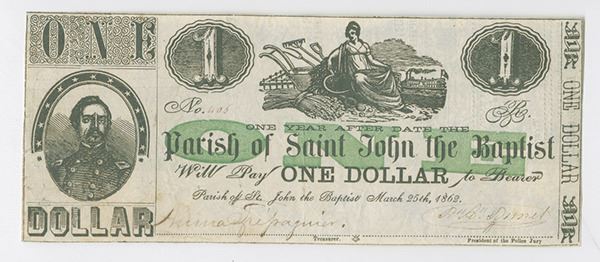 ONE
1
1
No. 405
ONE YEAR AFTER DATE THE
ONE
Parish of Saint John the Baptist
Will Pay ONE DOLLAR to Bearer
Parish of St. John the Baptist March 25th, 1862.
DOLLAR
Treasurer.
President of the Police Jury
ONE DOLLAR